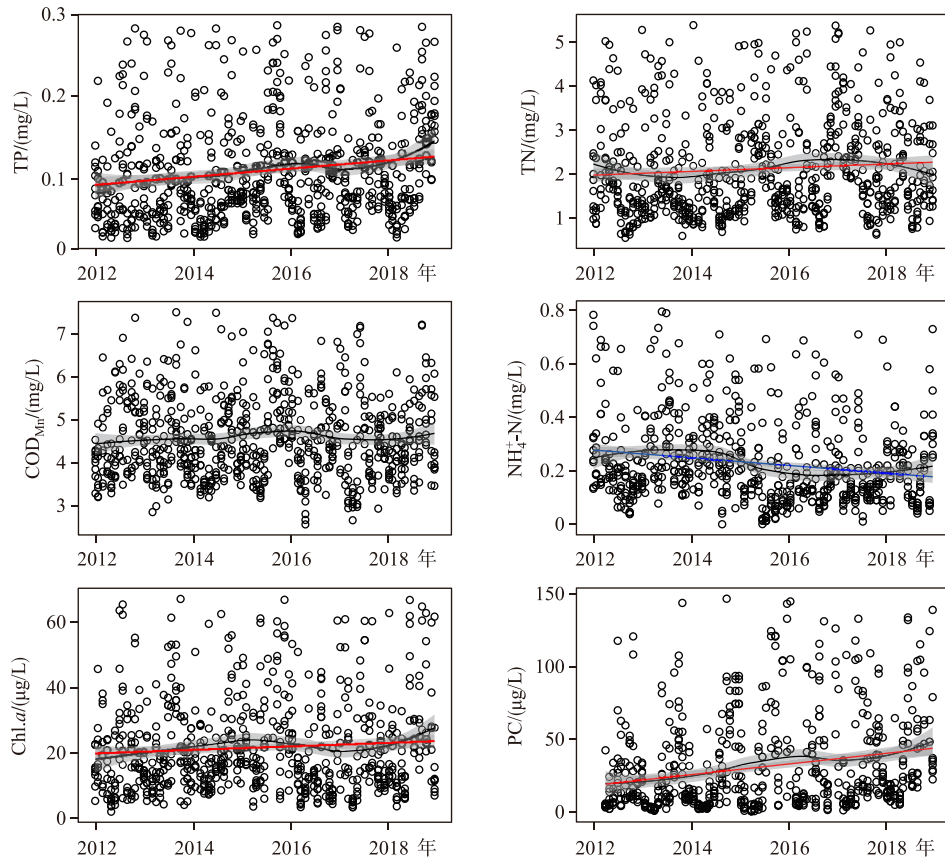 TP/(mg/L)
0.3
0.2
0.1
0
2012 2014 2016 2018 年
TN/(mg/L)
5
4
3
2
1
2012 2014 2016 2018 年
COD_Mn/(mg/L)
7
6
5
4
3
2012 2014 2016 2018 年
NH₄⁺-N/(mg/L)
0.8
0.6
0.4
0.2
0
2012 2014 2016 2018 年
Chl.a/(μg/L)
60
40
20
0
2012 2014 2016 2018 年
PC/(μg/L)
150
100
50
0
2012 2014 2016 2018 年